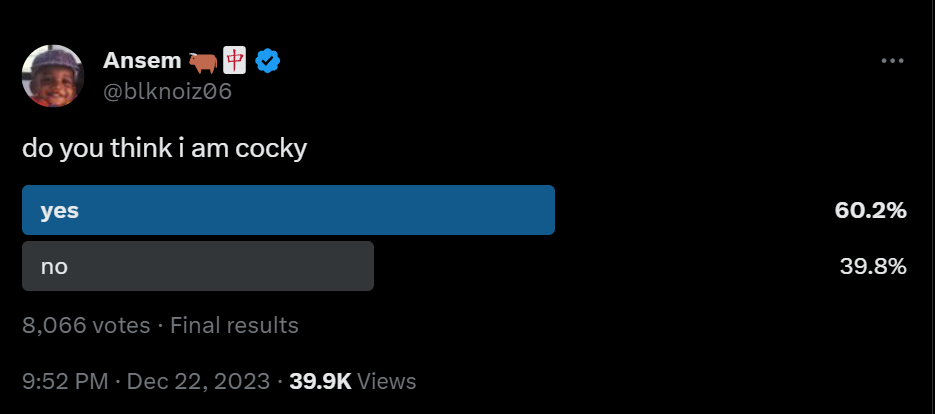 Ansem 🐂🀄
@blknoiz06
do you think i am cocky
yes 60.2%
no 39.8%
8,066 votes · Final results
9:52 PM · Dec 22, 2023 · 39.9K Views